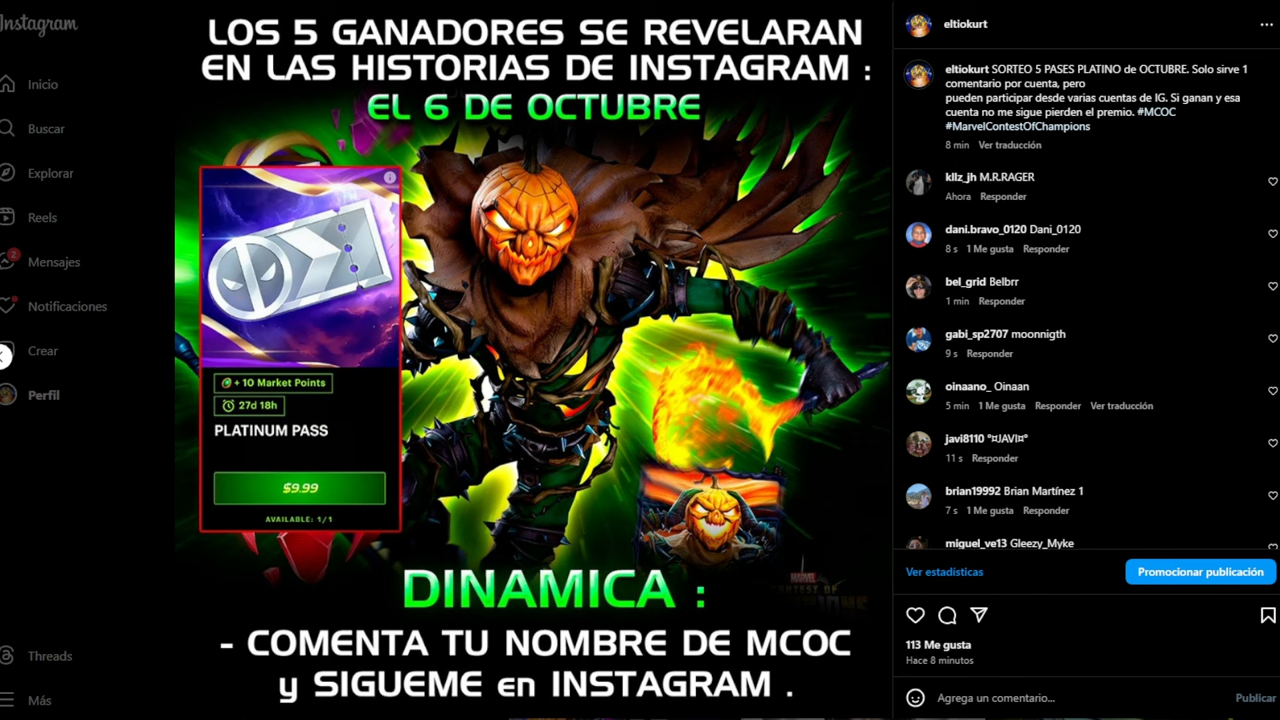 Instagram
Inicio
Buscar
Explorar
Reels
2
Mensajes
Notificaciones
Crear
Perfil
Threads
Más
LOS 5 GANADORES SE REVELARAN
EN LAS HISTORIAS DE INSTAGRAM :
EL 6 DE OCTUBRE
+ 10 Market Points
27d 18h
PLATINUM PASS
$9.99
AVAILABLE: 1/1
MARVEL
CONTEST OF
DINAMICA :
- COMENTA TU NOMBRE DE MCOC
y SIGUEME en INSTAGRAM .
eltiokurt
eltiokurt SORTEO 5 PASES PLATINO de OCTUBRE. Solo sirve 1
comentario por cuenta, pero
pueden participar desde varias cuentas de IG. Si ganan y esa
cuenta no me sigue pierden el premio. #MCOC
#MarvelContestOfChampions
8 min Ver traducción
kllz_jh M.R.RAGER
Ahora Responder
dani.bravo_0120 Dani_0120
8 s 1 Me gusta Responder
bel_grid Belbrr
1 min Responder
gabi_sp2707 moonnigth
9 s Responder
oinaano_ Oinaan
5 min 1 Me gusta Responder Ver traducción
javi8110 °¤JAVI¤°
11 s Responder
brian19992 Brian Martínez 1
7 s 1 Me gusta Responder
miguel_ve13 Gleezy_Myke
Ver estadísticas
Promocionar publicación
113 Me gusta
Hace 8 minutos
Agrega un comentario...
Publicar